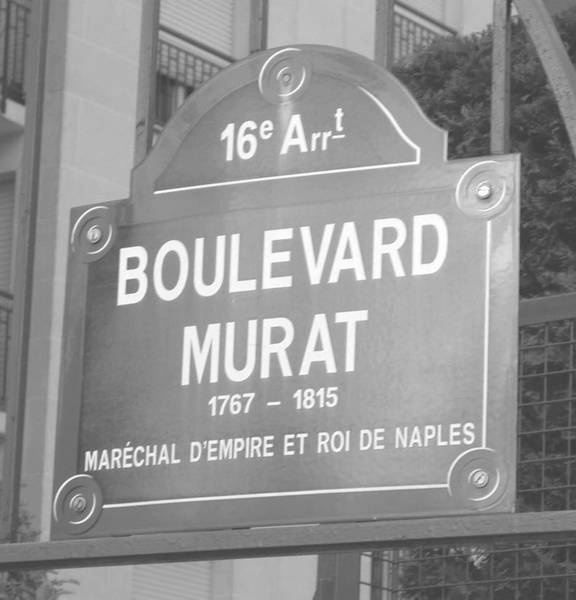 16e Arrt
BOULEVARD
MURAT
1767 – 1815
MARÉCHAL D'EMPIRE ET ROI DE NAPLES